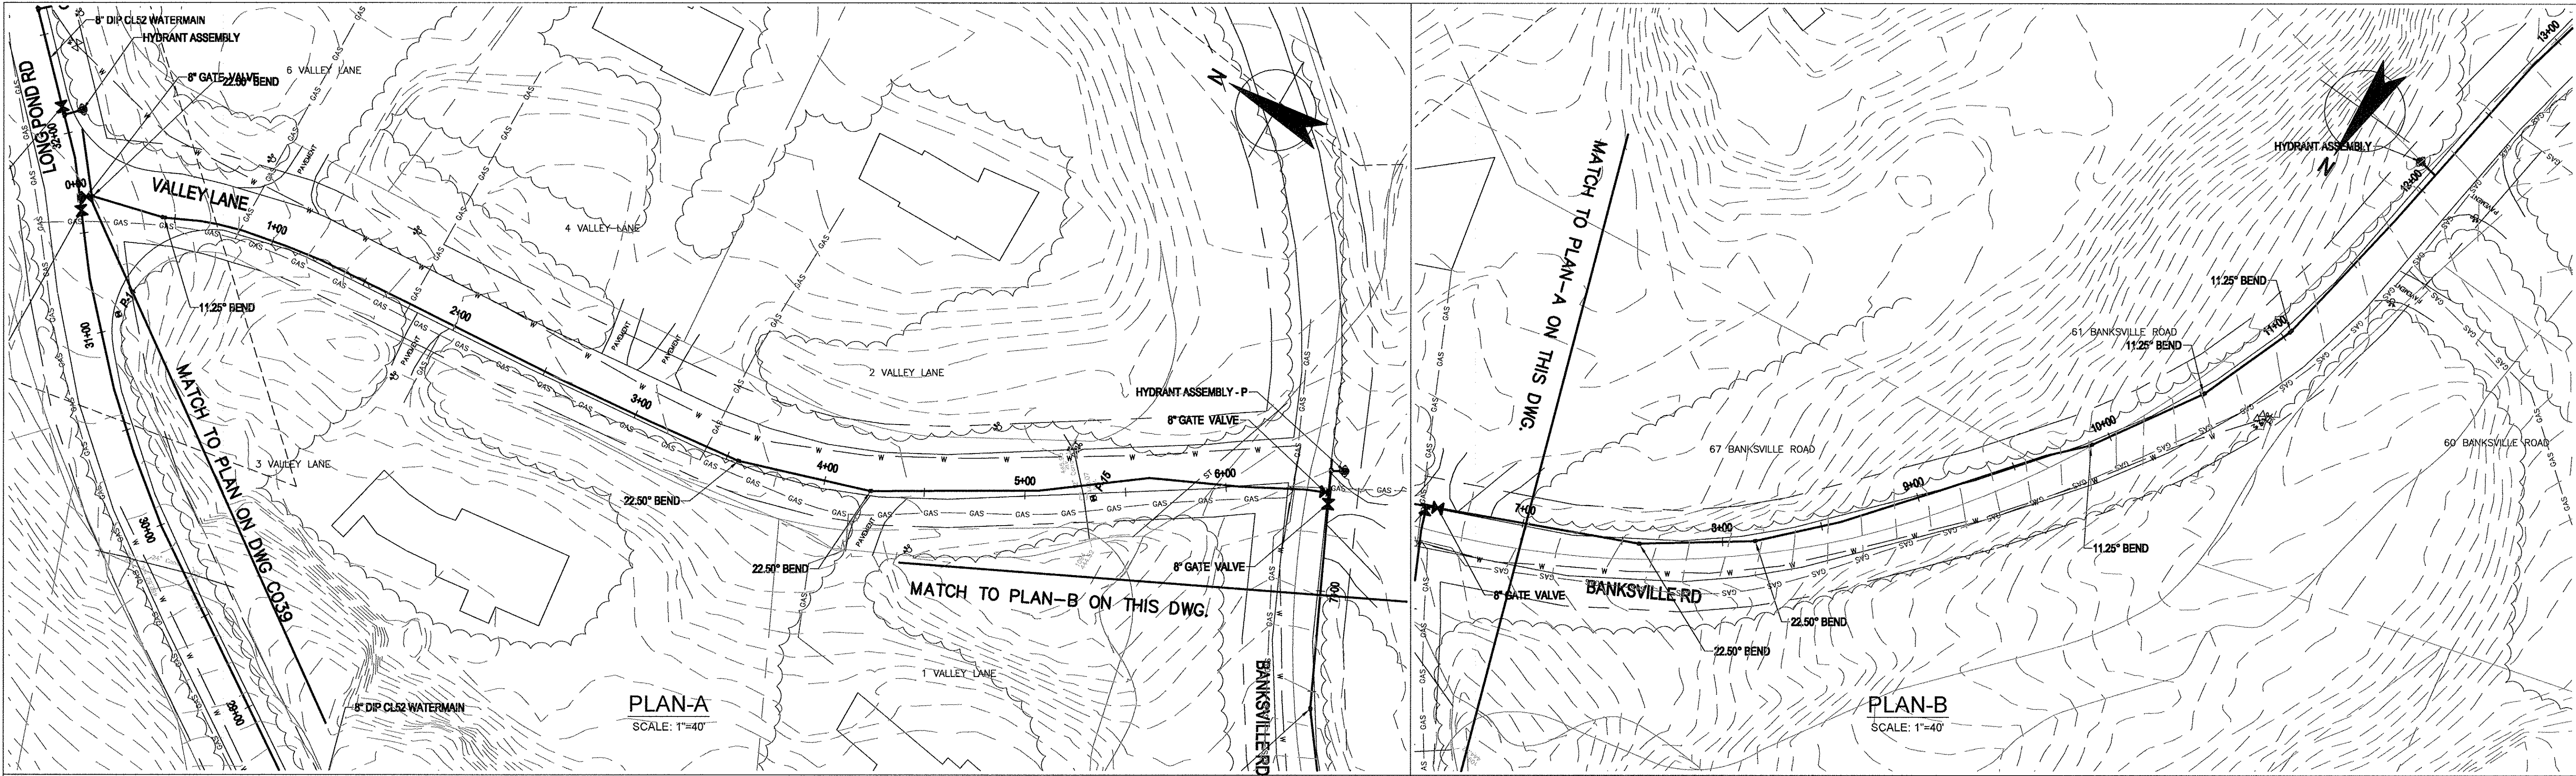 8" DIP CL52 WATERMAIN
HYDRANT ASSEMBLY
8" GATE VALVE
22.50° BEND
6 VALLEY LANE
LONG POND RD
32+00
0+00
VALLEY LANE
PAVEMENT
1+00
4 VALLEY LANE
11.25° BEND
31+00
2+00
PAVEMENT
PAVEMENT
PAVEMENT
MATCH TO PLAN ON DWG C039
2 VALLEY LANE
3+00
HYDRANT ASSEMBLY - P
8" GATE VALVE
3 VALLEY LANE
4+00
22.50° BEND
5+00
P-15
6+00
30+00
PAVEMENT
22.50° BEND
8" GATE VALVE
MATCH TO PLAN-B ON THIS DWG.
7+00
1 VALLEY LANE
29+00
8" DIP CL52 WATERMAIN
BANKSVILLE RD
PLAN-A
SCALE: 1"=40'
N
GAS
W
13+00
MATCH TO PLAN-A ON THIS DWG.
HYDRANT ASSEMBLY
N
12+00
PAVEMENT
11.25° BEND
PAVEMENT
11+00
61 BANKSVILLE ROAD
11.25° BEND
10+00
67 BANKSVILLE ROAD
60 BANKSVILLE ROAD
9+00
7+00
8+00
11.25° BEND
8" GATE VALVE
BANKSVILLE RD
22.50° BEND
22.50° BEND
PLAN-B
SCALE: 1"=40'
GAS
W